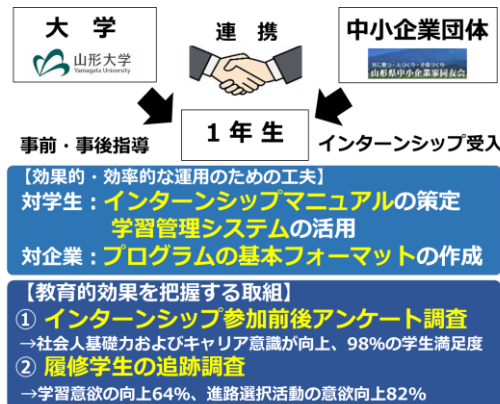 大学
山形大学
Yamagata University
連携
中小企業団体
山形県中小企業家同友会
事前・事後指導
1年生
インターンシップ受入
【効果的・効率的な運用のための工夫】
対学生：インターンシップマニュアルの策定
学習管理システムの活用
対企業：プログラムの基本フォーマットの作成
【教育的効果を把握する取組】
① インターンシップ参加前後アンケート調査
→社会人基礎力およびキャリア意識が向上、98%の学生満足度
② 履修学生の追跡調査
→学習意欲の向上64%、進路選択活動の意欲向上82%